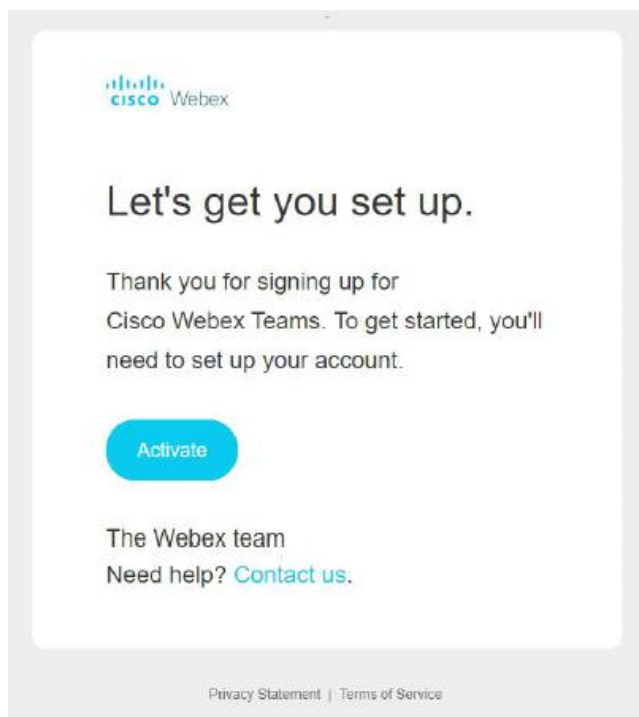 CISCO Webex
Let's get you set up.
Thank you for signing up for
Cisco Webex Teams. To get started, you'll
need to set up your account.
Activate
The Webex team
Need help? Contact us.
Privacy Statement | Terms of Service